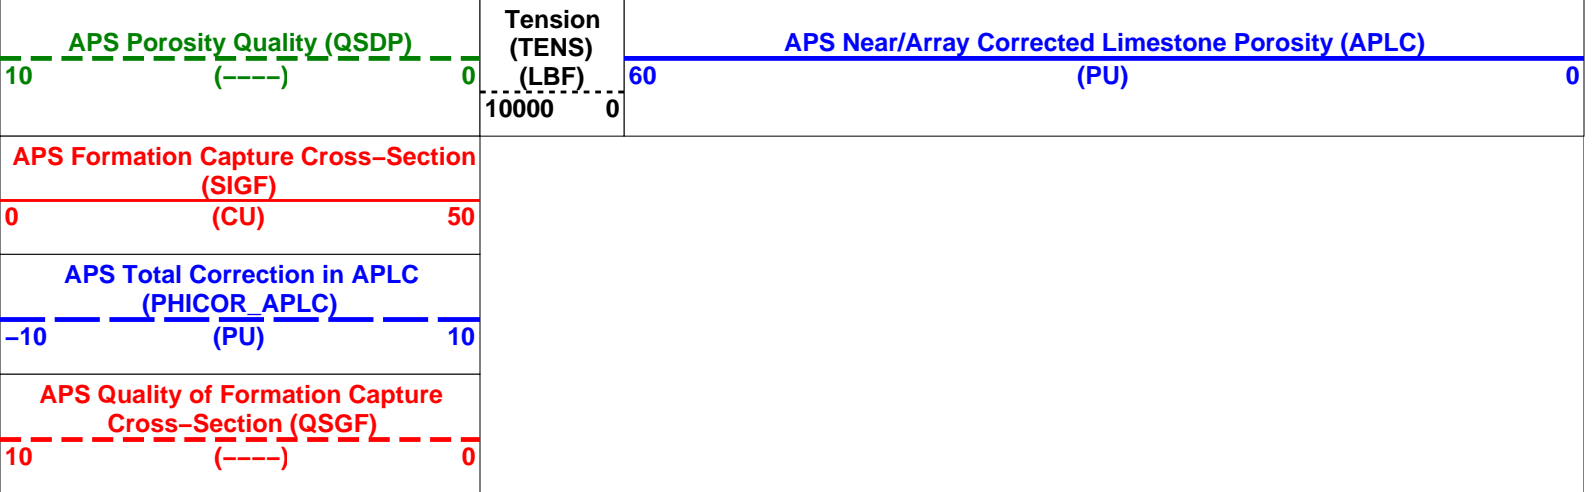 APS Porosity Quality (QSDP)
10 (−−−−) 0
Tension
(TENS)
(LBF)
10000 0
APS Near/Array Corrected Limestone Porosity (APLC)
60 (PU) 0
APS Formation Capture Cross−Section
(SIGF)
0 (CU) 50
APS Total Correction in APLC
(PHICOR_APLC)
−10 (PU) 10
APS Quality of Formation Capture
Cross−Section (QSGF)
10 (−−−−) 0